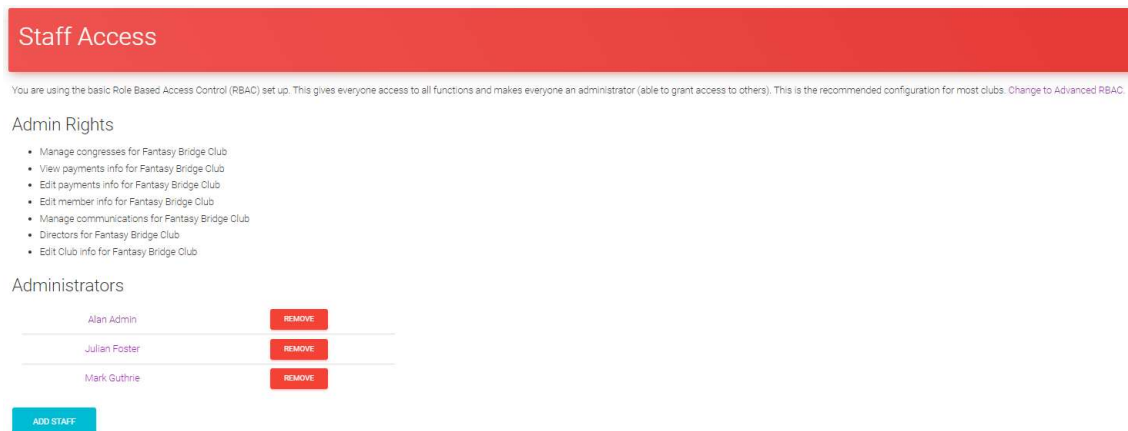 Staff Access
You are using the basic Role Based Access Control (RBAC) set up. This gives everyone access to all functions and makes everyone an administrator (able to grant access to others). This is the recommended configuration for most clubs. Change to Advanced RBAC.
Admin Rights
• Manage congresses for Fantasy Bridge Club
• View payments info for Fantasy Bridge Club
• Edit payments info for Fantasy Bridge Club
• Edit member info for Fantasy Bridge Club
• Manage communications for Fantasy Bridge Club
• Directors for Fantasy Bridge Club
• Edit Club info for Fantasy Bridge Club
Administrators
Alan Admin REMOVE
Julian Foster REMOVE
Mark Guthrie REMOVE
ADD STAFF